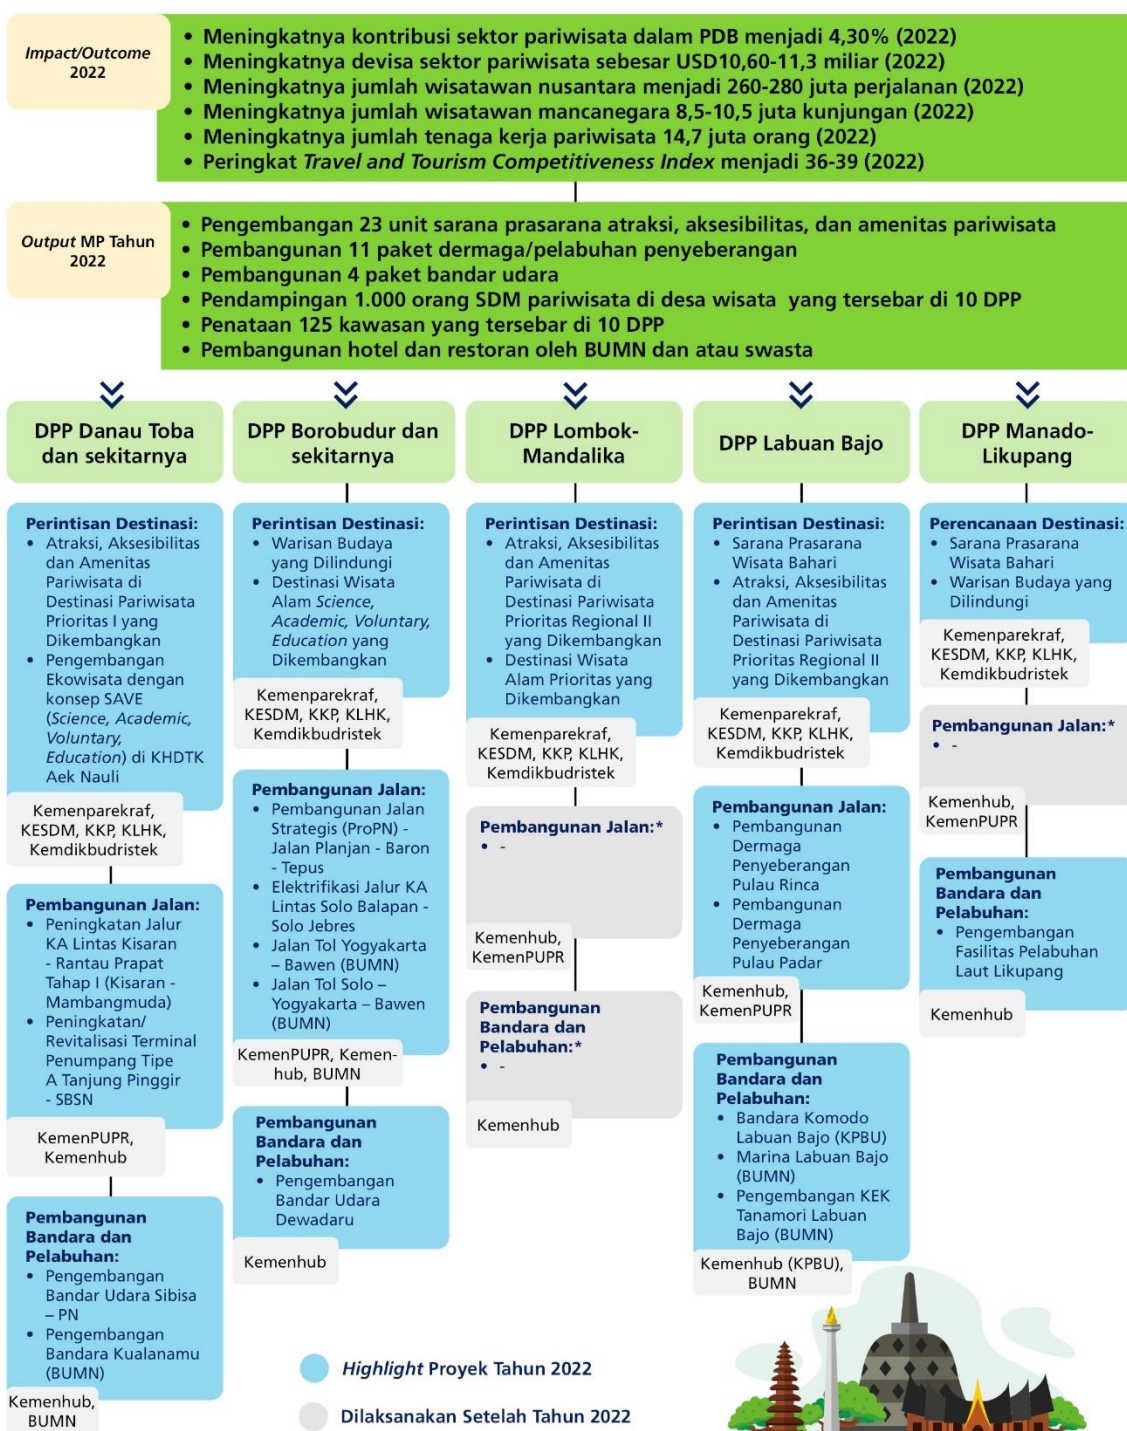 Impact/Outcome
2022
• Meningkatnya kontribusi sektor pariwisata dalam PDB menjadi 4,30% (2022)
• Meningkatnya devisa sektor pariwisata sebesar USD10,60-11,3 miliar (2022)
• Meningkatnya jumlah wisatawan nusantara menjadi 260-280 juta perjalanan (2022)
• Meningkatnya jumlah wisatawan mancanegara 8,5-10,5 juta kunjungan (2022)
• Meningkatnya jumlah tenaga kerja pariwisata 14,7 juta orang (2022)
• Peringkat Travel and Tourism Competitiveness Index menjadi 36-39 (2022)
Output MP Tahun
2022
• Pengembangan 23 unit sarana prasarana atraksi, aksesibilitas, dan amenitas pariwisata
• Pembangunan 11 paket dermaga/pelabuhan penyeberangan
• Pembangunan 4 paket bandar udara
• Pendampingan 1.000 orang SDM pariwisata di desa wisata yang tersebar di 10 DPP
• Penataan 125 kawasan yang tersebar di 10 DPP
• Pembangunan hotel dan restoran oleh BUMN dan atau swasta
DPP Danau Toba
dan sekitarnya
Perintisan Destinasi:
• Atraksi, Aksesibilitas
dan Amenitas
Pariwisata di
Destinasi Pariwisata
Prioritas I yang
Dikembangkan
• Pengembangan
Ekowisata dengan
konsep SAVE
(Science, Academic,
Voluntary,
Education) di KHDTK
Aek Nauli
Kemenparekraf,
KESDM, KKP, KLHK,
Kemdikbudristek
Pembangunan Jalan:
• Peningkatan Jalur
KA Lintas Kisaran
- Rantau Prapat
Tahap I (Kisaran -
Mambangmuda)
• Peningkatan/
Revitalisasi Terminal
Penumpang Tipe
A Tanjung Pinggir
- SBSN
KemenPUPR,
Kemenhub
Pembangunan
Bandara dan
Pelabuhan:
• Pengembangan
Bandar Udara Sibisa
– PN
• Pengembangan
Bandara Kualanamu
(BUMN)
Kemenhub,
BUMN
DPP Borobudur dan
sekitarnya
Perintisan Destinasi:
• Warisan Budaya
yang Dilindungi
• Destinasi Wisata
Alam Science,
Academic, Voluntary,
Education yang
Dikembangkan
Kemenparekraf,
KESDM, KKP, KLHK,
Kemdikbudristek
Pembangunan Jalan:
• Pembangunan Jalan
Strategis (ProPN) -
Jalan Planjan - Baron
- Tepus
• Elektrifikasi Jalur KA
Lintas Solo Balapan -
Solo Jebres
• Jalan Tol Yogyakarta
– Bawen (BUMN)
• Jalan Tol Solo –
Yogyakarta – Bawen
(BUMN)
KemenPUPR, Kemen-
hub, BUMN
Pembangunan
Bandara dan
Pelabuhan:
• Pengembangan
Bandar Udara
Dewadaru
Kemenhub
DPP Lombok-
Mandalika
Perintisan Destinasi:
• Atraksi, Aksesibilitas
dan Amenitas
Pariwisata di
Destinasi Pariwisata
Prioritas Regional II
yang Dikembangkan
• Destinasi Wisata
Alam Prioritas yang
Dikembangkan
Kemenparekraf,
KESDM, KKP, KLHK,
Kemdikbudristek
Pembangunan Jalan:*
• -
Kemenhub,
KemenPUPR
Pembangunan
Bandara dan
Pelabuhan:*
• -
Kemenhub
DPP Labuan Bajo
Perintisan Destinasi:
• Sarana Prasarana
Wisata Bahari
• Atraksi, Aksesibilitas
dan Amenitas
Pariwisata di
Destinasi Pariwisata
Prioritas Regional II
yang Dikembangkan
Kemenparekraf,
KESDM, KKP, KLHK,
Kemdikbudristek
Pembangunan Jalan:
• Pembangunan
Dermaga
Penyeberangan
Pulau Rinca
• Pembangunan
Dermaga
Penyeberangan
Pulau Padar
Kemenhub,
KemenPUPR
Pembangunan
Bandara dan
Pelabuhan:
• Bandara Komodo
Labuan Bajo (KPBU)
• Marina Labuan Bajo
(BUMN)
• Pengembangan KEK
Tanamori Labuan
Bajo (BUMN)
Kemenhub (KPBU),
BUMN
DPP Manado-
Likupang
Perencanaan Destinasi:
• Sarana Prasarana
Wisata Bahari
• Warisan Budaya yang
Dilindungi
Kemenparekraf,
KESDM, KKP, KLHK,
Kemdikbudristek
Pembangunan Jalan:*
• -
Kemenhub,
KemenPUPR
Pembangunan
Bandara dan
Pelabuhan:
• Pengembangan
Fasilitas Pelabuhan
Laut Likupang
Kemenhub
Highlight Proyek Tahun 2022
Dilaksanakan Setelah Tahun 2022